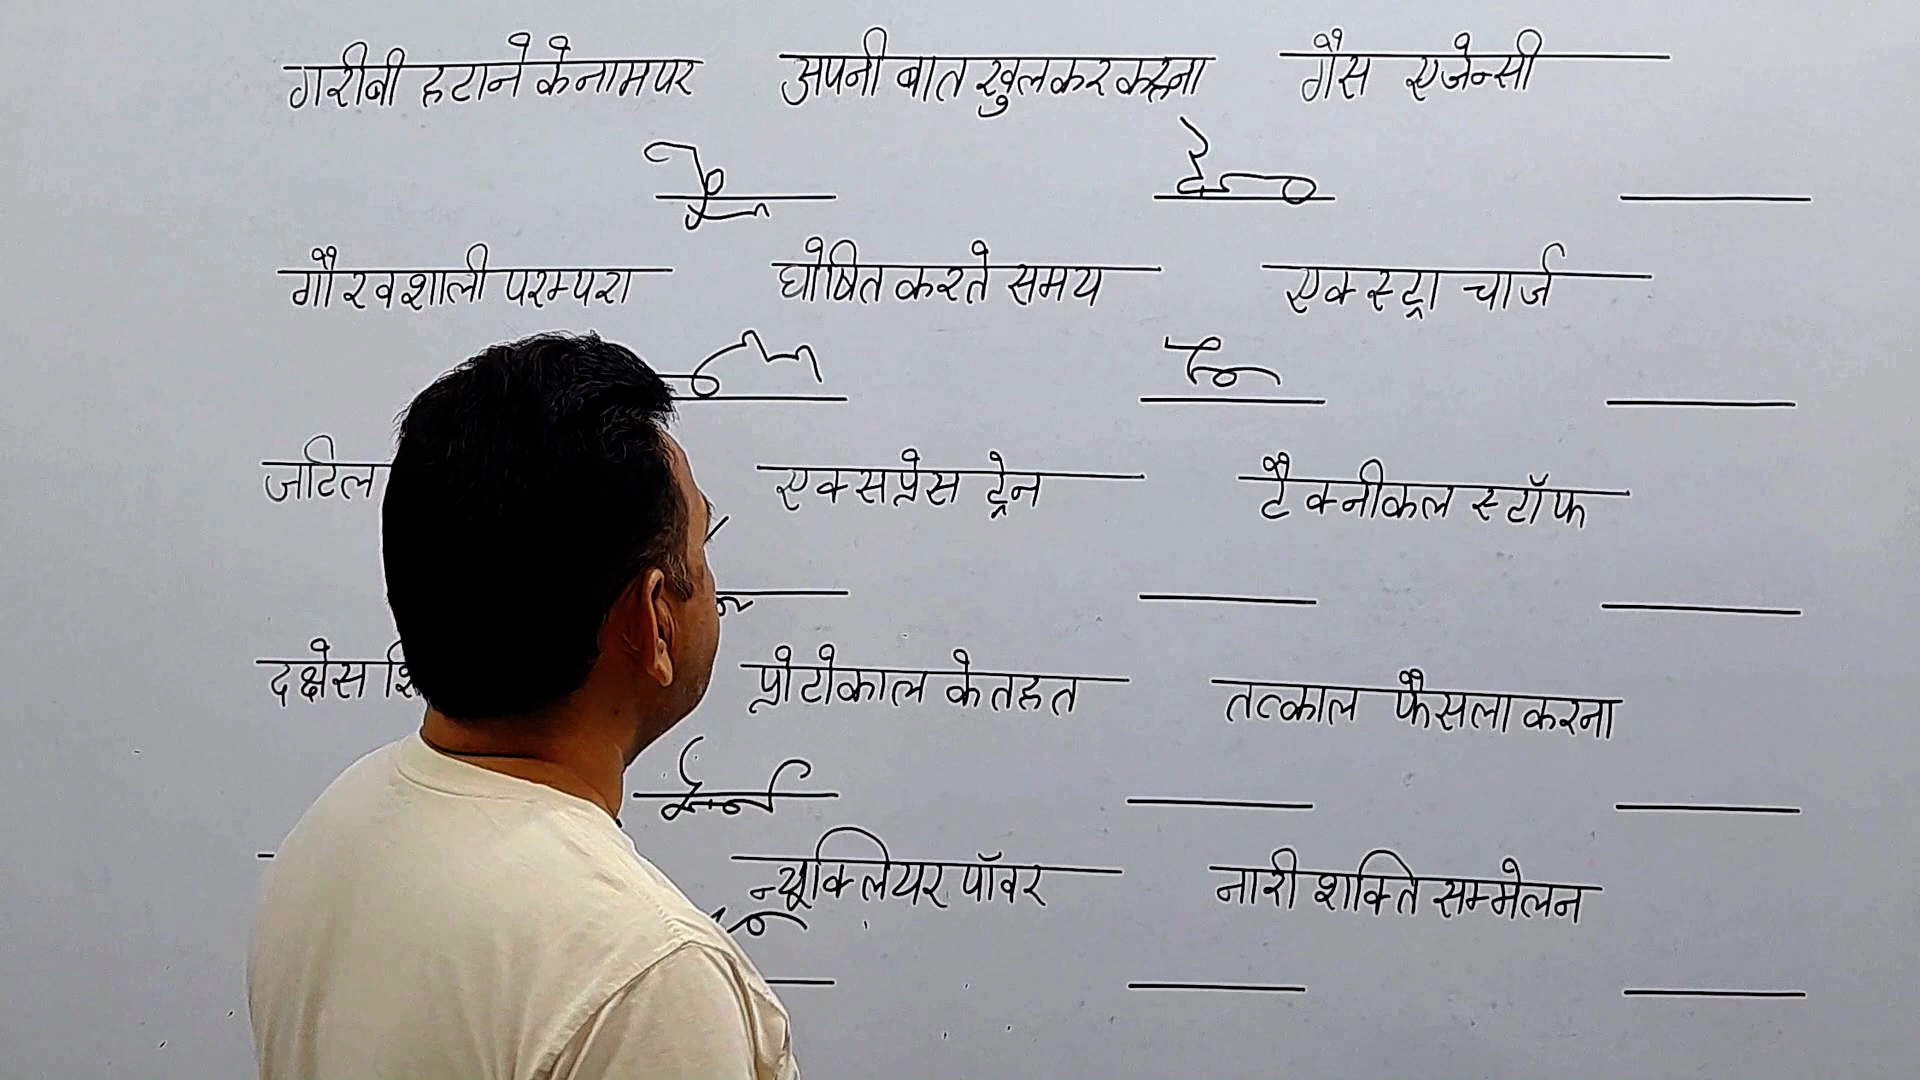 गरीबी हटाने के नाम पर अपनी बात खुलकर कहना गैस एजेन्सी
गौरवशाली परम्परा घोषित करते समय एक्स्ट्रा चार्ज
जटिल एक्सप्रेस ट्रेन टैक्नीकल स्टॉफ
दक्षेस प्रोटोकाल के तहत तत्काल फैसला करना
न्यूक्लियर पॉवर नारी शक्ति सम्मेलन